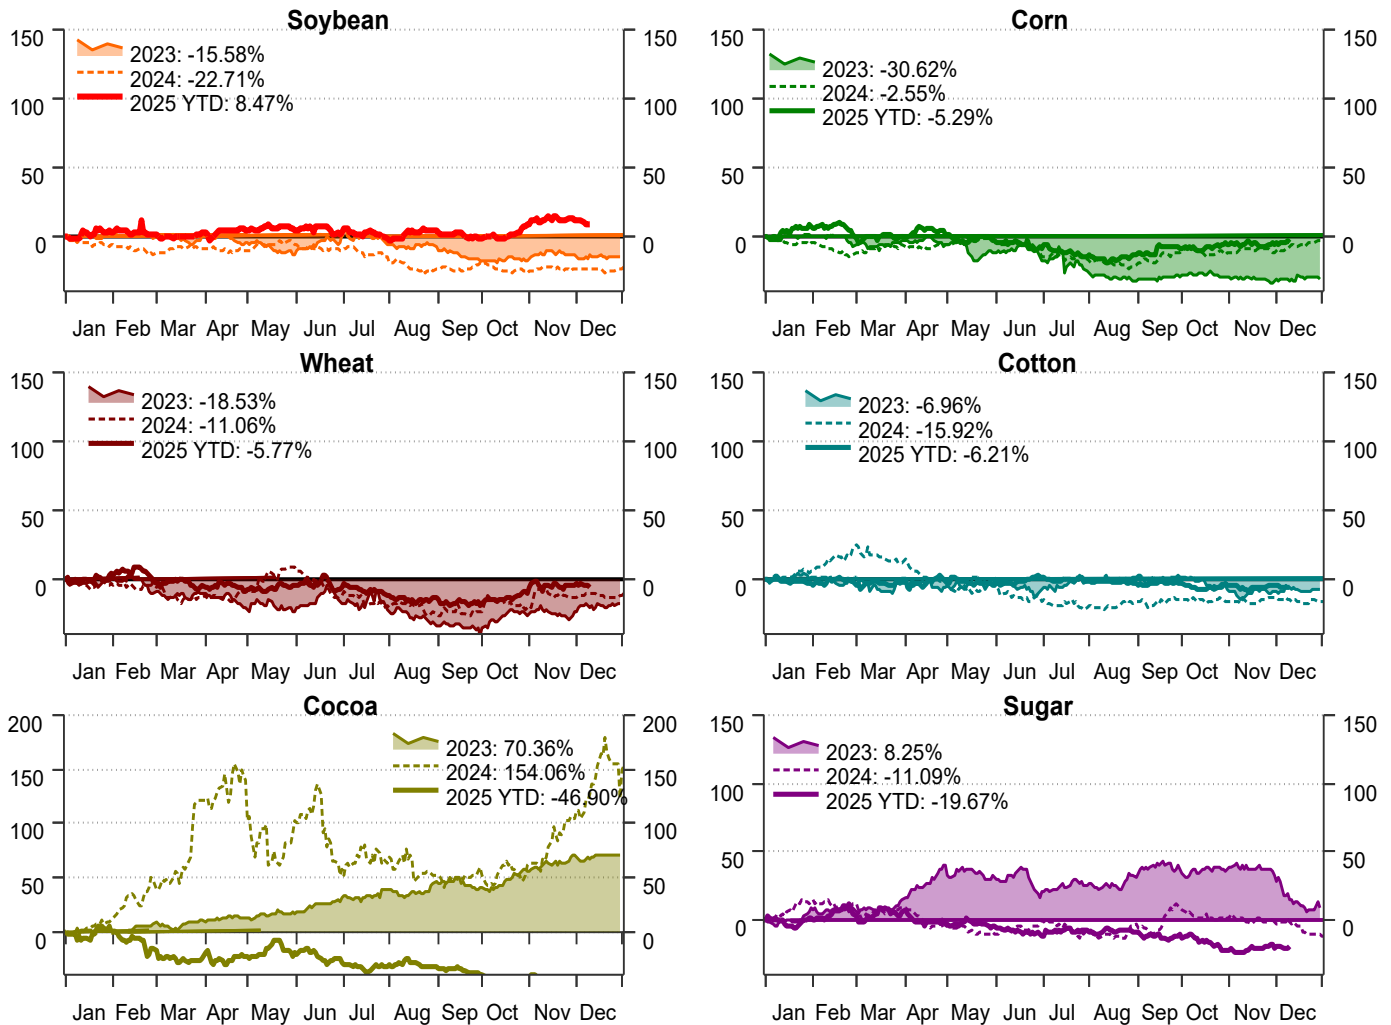 Soybean
150 150
2023: -15.58%
2024: -22.71%
2025 YTD: 8.47%
100 100
50 50
0 0
Jan Feb Mar Apr May Jun Jul Aug Sep Oct Nov Dec
Corn
150 150
2023: -30.62%
2024: -2.55%
2025 YTD: -5.29%
100 100
50 50
0 0
Jan Feb Mar Apr May Jun Jul Aug Sep Oct Nov Dec
Wheat
150 150
2023: -18.53%
2024: -11.06%
2025 YTD: -5.77%
100 100
50 50
0 0
Jan Feb Mar Apr May Jun Jul Aug Sep Oct Nov Dec
Cotton
150 150
2023: -6.96%
2024: -15.92%
2025 YTD: -6.21%
100 100
50 50
0 0
Jan Feb Mar Apr May Jun Jul Aug Sep Oct Nov Dec
Cocoa
200 200
2023: 70.36%
2024: 154.06%
2025 YTD: -46.90%
150 150
100 100
50 50
0 0
Jan Feb Mar Apr May Jun Jul Aug Sep Oct Nov Dec
Sugar
150 150
2023: 8.25%
2024: -11.09%
2025 YTD: -19.67%
100 100
50 50
0 0
Jan Feb Mar Apr May Jun Jul Aug Sep Oct Nov Dec